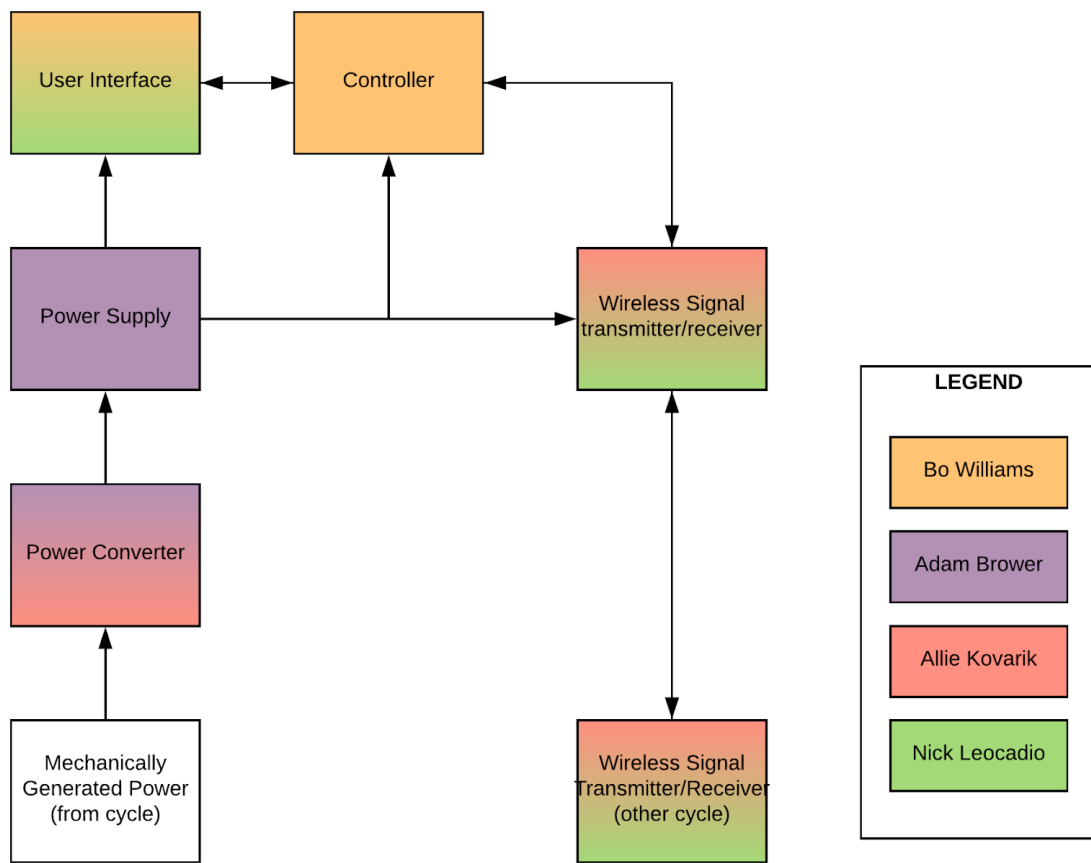 User Interface
Controller
Power Supply
Wireless Signal
transmitter/receiver
LEGEND
Bo Williams
Power Converter
Adam Brower
Allie Kovarik
Mechanically
Generated Power
(from cycle)
Wireless Signal
Transmitter/Receiver
(other cycle)
Nick Leocadio